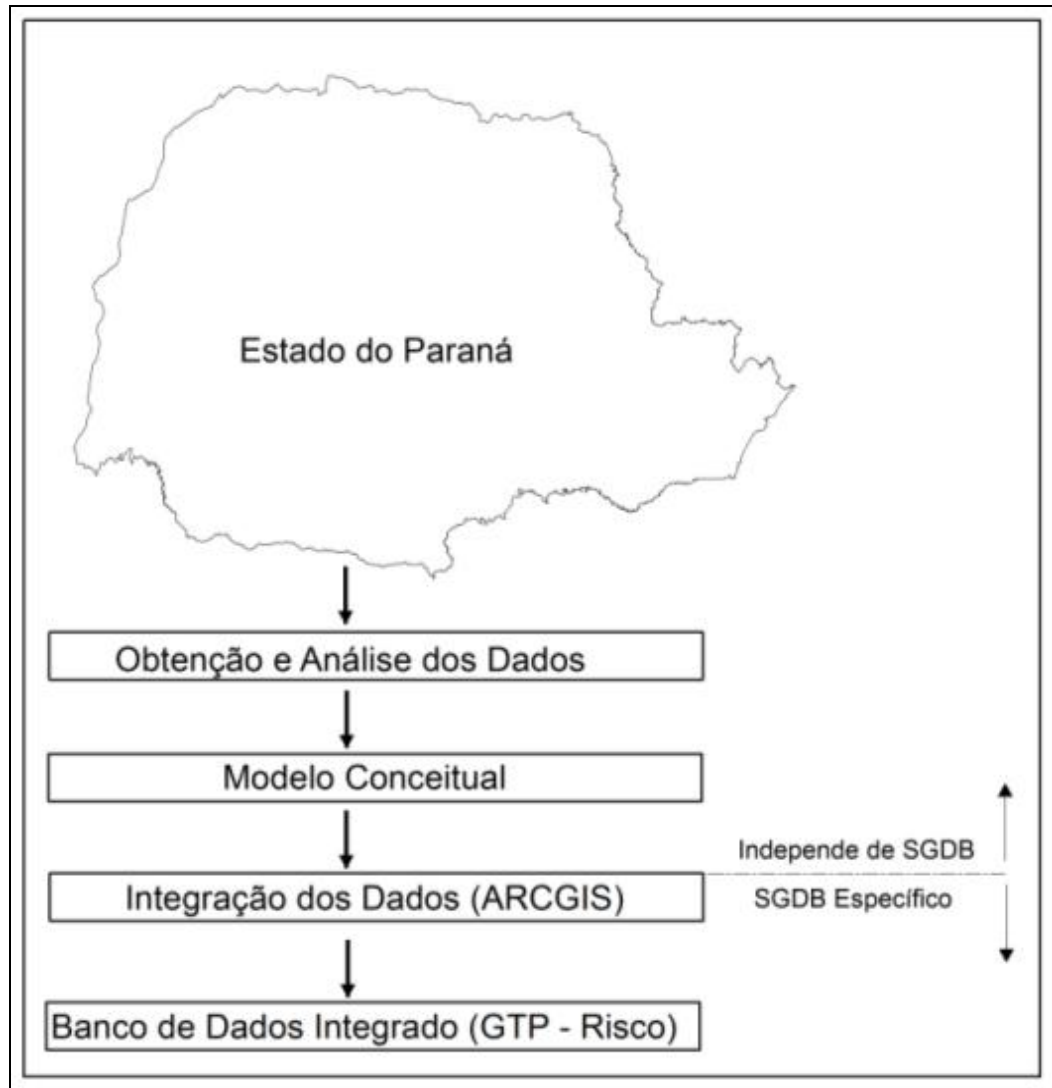 Estado do Paraná
Obtenção e Análise dos Dados
Modelo Conceitual
Independe de SGDB
Integração dos Dados (ARCGIS)
SGDB Específico
Banco de Dados Integrado (GTP - Risco)